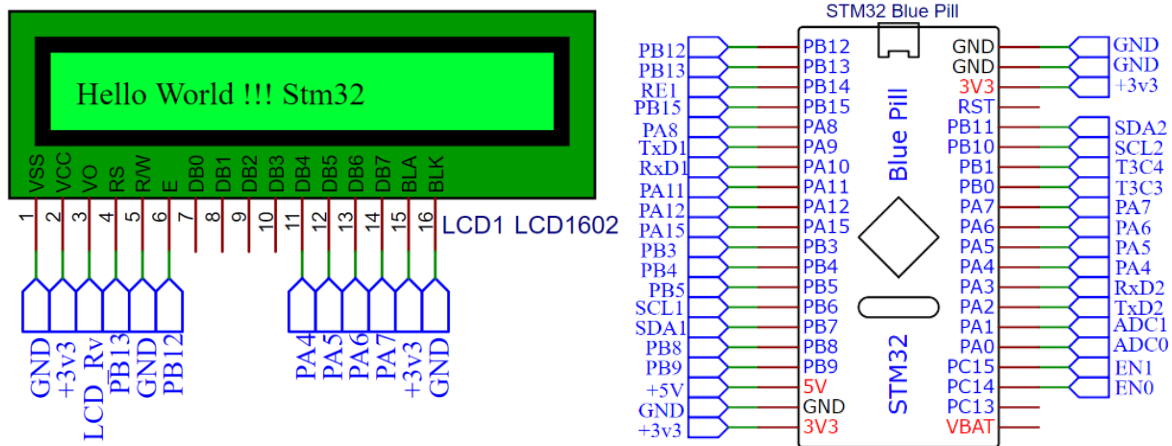 Hello World !!! Stm32
VSS
VCC
VO
RS
R/W
E
DB0
DB1
DB2
DB3
DB4
DB5
DB6
DB7
BLA
BLK
1
2
3
4
5
6
7
8
9
10
11
12
13
14
15
16
LCD1 LCD1602
GND
+3v3
LCD_Rv
PB13
GND
PB12
PA4
PA5
PA6
PA7
+3v3
GND
STM32 Blue Pill
PB12 PB12 GND GND
PB13 PB13 GND GND
RE1 PB14 3V3 +3v3
PB15 PB15 RST
PA8 PA8 PB11 SDA2
TxD1 PA9 PB10 SCL2
RxD1 PA10 PB1 T3C4
PA11 PA11 PB0 T3C3
PA12 PA12 PA7 PA7
PA15 PA15 PA6 PA6
PB3 PB3 PA5 PA5
PB4 PB4 PA4 PA4
PB5 PB5 PA3 RxD2
SCL1 PB6 PA2 TxD2
SDA1 PB7 PA1 ADC1
PB8 PB8 PA0 ADC0
PB9 PB9 PC15 EN1
+5V 5V PC14 EN0
GND GND PC13
+3v3 3V3 VBAT
Blue Pill
STM32